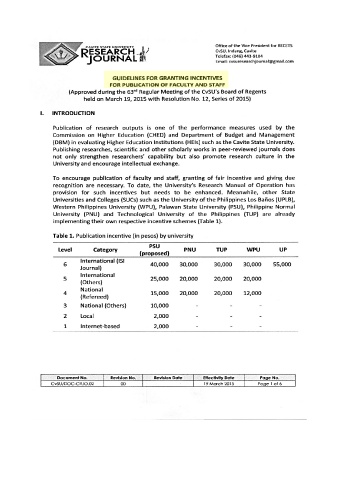 CAVITE STATE UNIVERSITY
RESEARCH
JOURNAL
Office of the Vice President for RECETS
CvSU, Indang, Cavite
Telefax: (046) 443-9184
Email: cvsuresearchjournal@gmail.com
GUIDELINES FOR GRANTING INCENTIVES
FOR PUBLICATION OF FACULTY AND STAFF
(Approved during the 63rd Regular Meeting of the CvSU's Board of Regents
held on March 19, 2015 with Resolution No. 12, Series of 2015)
I. INTRODUCTION
Publication of research outputs is one of the performance measures used by the
Commission on Higher Education (CHED) and Department of Budget and Management
(DBM) in evaluating Higher Education Institutions (HEIs) such as the Cavite State University.
Publishing researches, scientific and other scholarly works in peer-reviewed journals does
not only strengthen researchers' capability but also promote research culture in the
University and encourage intellectual exchange.
To encourage publication of faculty and staff, granting of fair incentive and giving due
recognition are necessary. To date, the University's Research Manual of Operation has
provision for such incentives but needs to be enhanced. Meanwhile, other State
Universities and Colleges (SUCs) such as the University of the Philippines Los Baños (UPLB),
Western Philippines University (WPU), Palawan State University (PSU), Philippine Normal
University (PNU) and Technological University of the Philippines (TUP) are already
implementing their own respective incentive schemes (Table 1).
Table 1. Publication incentive (in pesos) by university
Level Category PSU (proposed) PNU TUP WPU UP
6 International (ISI Journal) 40,000 30,000 30,000 30,000 55,000
5 International (Others) 25,000 20,000 20,000 20,000
4 National (Refereed) 15,000 20,000 20,000 12,000
3 National (Others) 10,000 - - -
2 Local 2,000 - - -
1 Internet-based 2,000 - - -
Document No. Revision No. Revision Date Effectivity Date Page No.
00 19 March 2015 Page 1 of 6